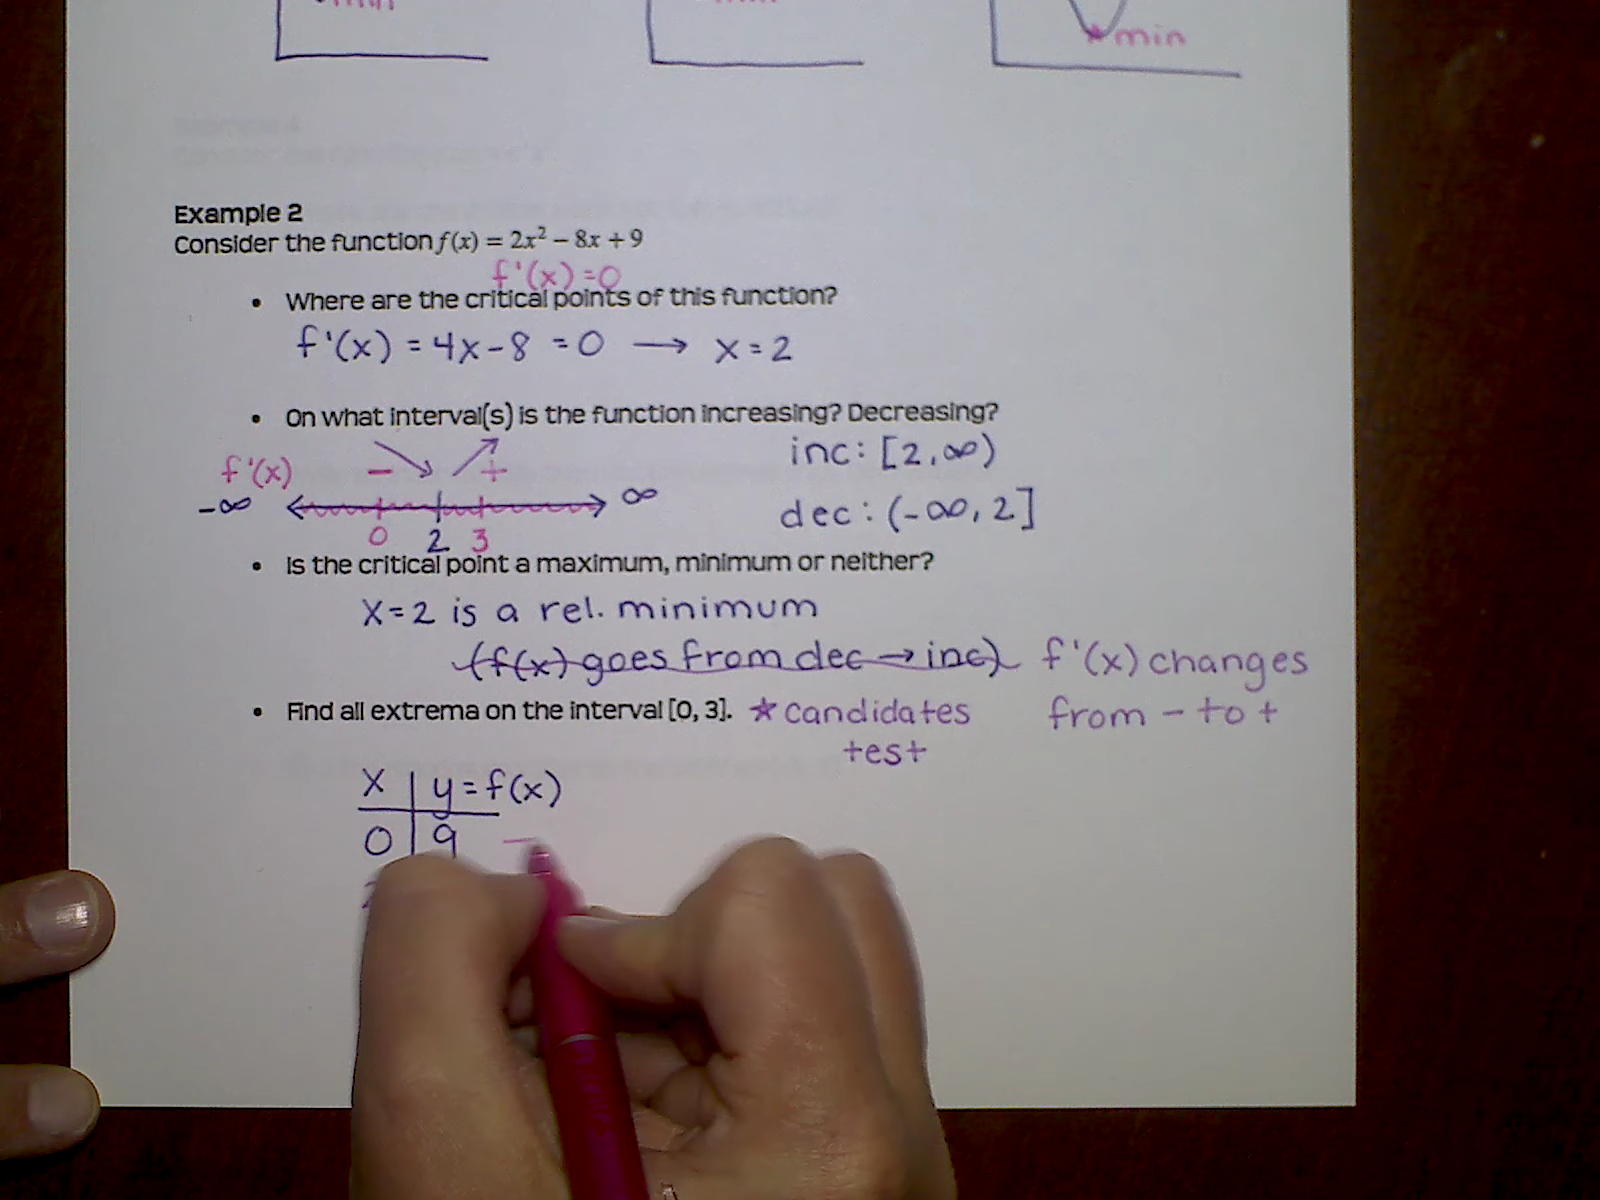 min
Example 2
Consider the function f(x) = 2x² − 8x + 9
f'(x) = 0
• Where are the critical points of this function?
f'(x) = 4x − 8 = 0 → x = 2
• On what interval(s) is the function increasing? Decreasing?
inc: [2, ∞)
f'(x) − +
−∞ ∞
dec: (−∞, 2]
0 2 3
• Is the critical point a maximum, minimum or neither?
x = 2 is a rel. minimum
(f(x) goes from dec → inc) f'(x) changes
from − to +
• Find all extrema on the interval [0, 3]. ★ candidates
test
x y = f(x)
0 9